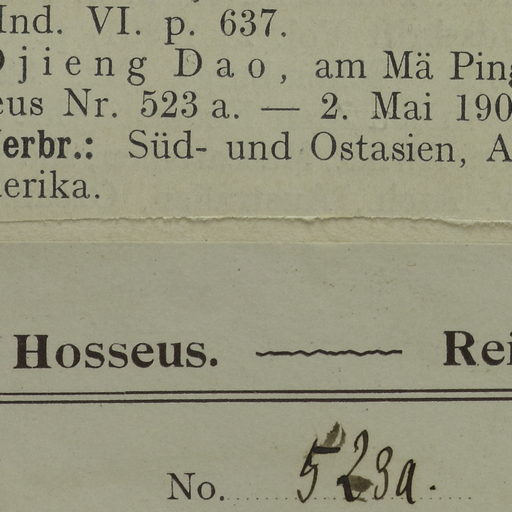 Ind. VI. p. 637.
Djieng Dao, am Mä Ping
eus Nr. 523 a. — 2. Mai 190
erbr.: Süd- und Ostasien, A
erika.
Hosseus. Rei
No. 523a.